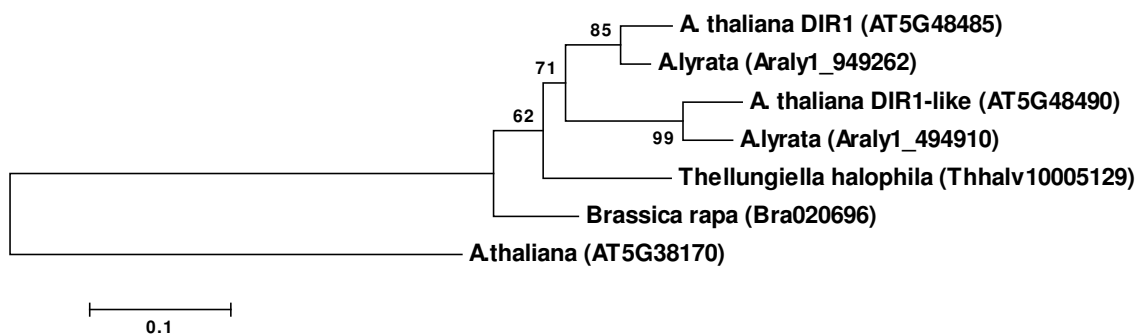 85
A. thaliana DIR1 (AT5G48485)
A.lyrata (Araly1_949262)
71
A. thaliana DIR1-like (AT5G48490)
62
99
A.lyrata (Araly1_494910)
Thellungiella halophila (Thhalv10005129)
Brassica rapa (Bra020696)
A.thaliana (AT5G38170)
0.1